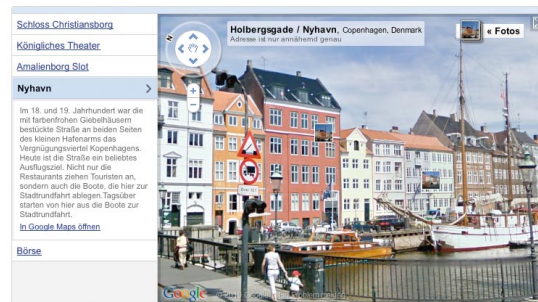 Schloss Christiansborg
Königliches Theater
Amalienborg Slot
Nyhavn
Im 18. und 19. Jahrhundert war die
mit farbenfrohen Giebelhäusern
bestückte Straße an beiden Seiten
des kleinen Hafenarms das
Vergnügungsviertel Kopenhagens.
Heute ist die Straße ein beliebtes
Ausflugsziel. Nicht nur die
Restaurants ziehen Touristen an,
sondern auch die Boote, die hier zur
Stadtrundfahrt ablegen.Tagsüber
starten von hier aus die Boote zur
Stadtrundfahrt.
In Google Maps öffnen
Börse
N
Holbergsgade / Nyhavn, Copenhagen, Denmark
Adresse ist nur annähernd genau
« Fotos
Google